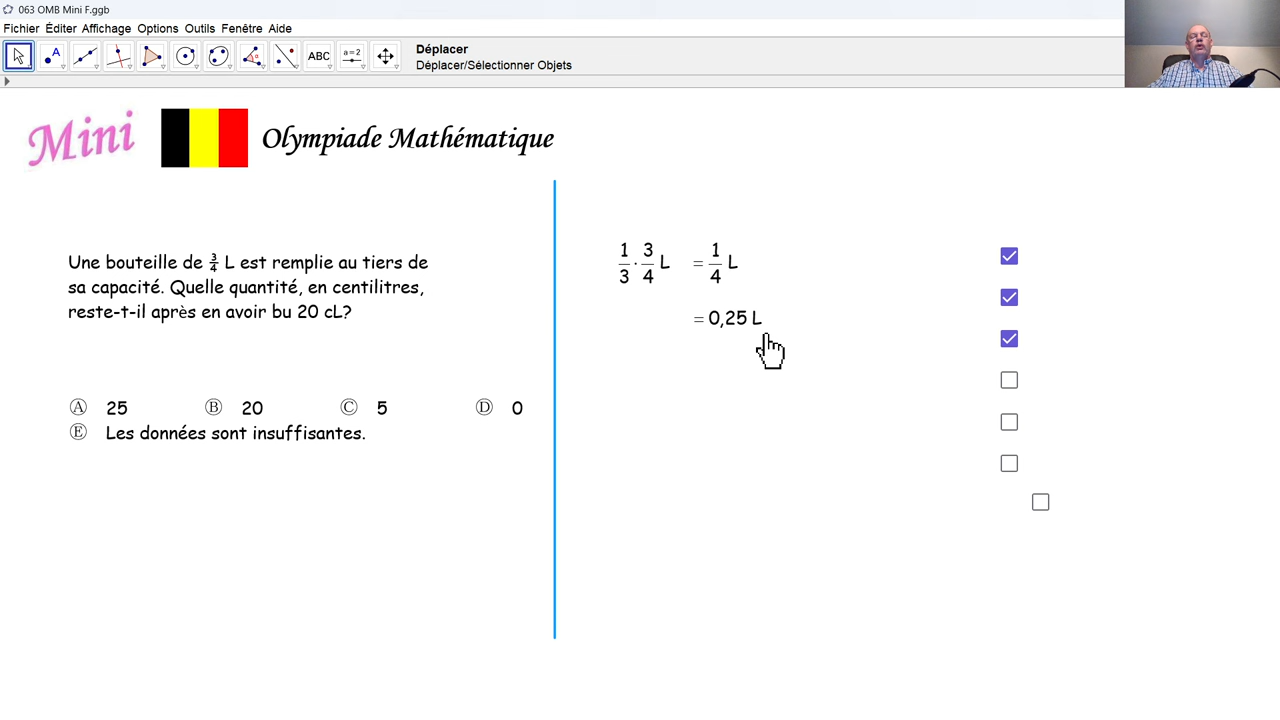 063 OMB Mini F.ggb
Fichier Éditer Affichage Options Outils Fenêtre Aide
A ABC a=2 Déplacer
Déplacer/Sélectionner Objets
Mini Olympiade Mathématique
Une bouteille de 3/4 L est remplie au tiers de
sa capacité. Quelle quantité, en centilitres,
reste-t-il après en avoir bu 20 cL?
Ⓐ 25 Ⓑ 20 Ⓒ 5 Ⓓ 0
Ⓔ Les données sont insuffisantes.
1/3 · 3/4 L = 1/4 L
= 0,25 L